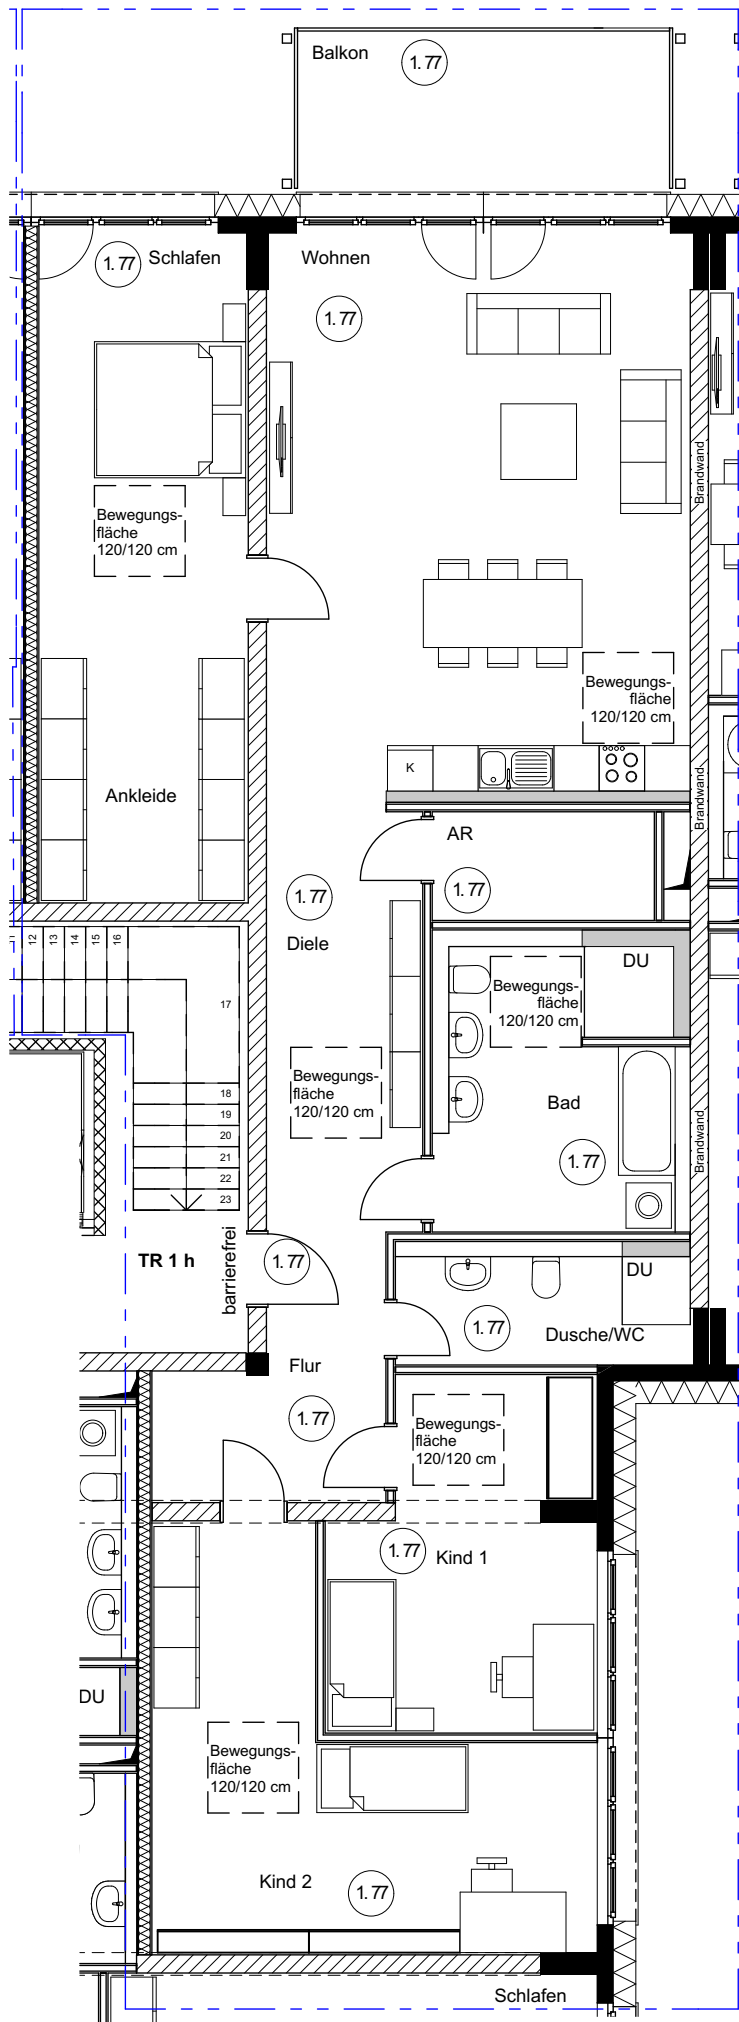 Balkon
1.77
1.77
Schlafen
Wohnen
1.77
Brandwand
Bewegungs-
fläche
120/120 cm
Bewegungs-
fläche
120/120 cm
K
Ankleide
Brandwand
AR
1.77
1.77
Diele
12
13
14
15
16
17
DU
Bewegungs-
fläche
120/120 cm
Bewegungs-
fläche
120/120 cm
18
19
20
21
22
23
Bad
1.77
Brandwand
TR 1 h
barrierefrei
1.77
DU
1.77
Dusche/WC
Flur
1.77
Bewegungs-
fläche
120/120 cm
1.77
Kind 1
DU
Bewegungs-
fläche
120/120 cm
Kind 2
1.77
Schlafen